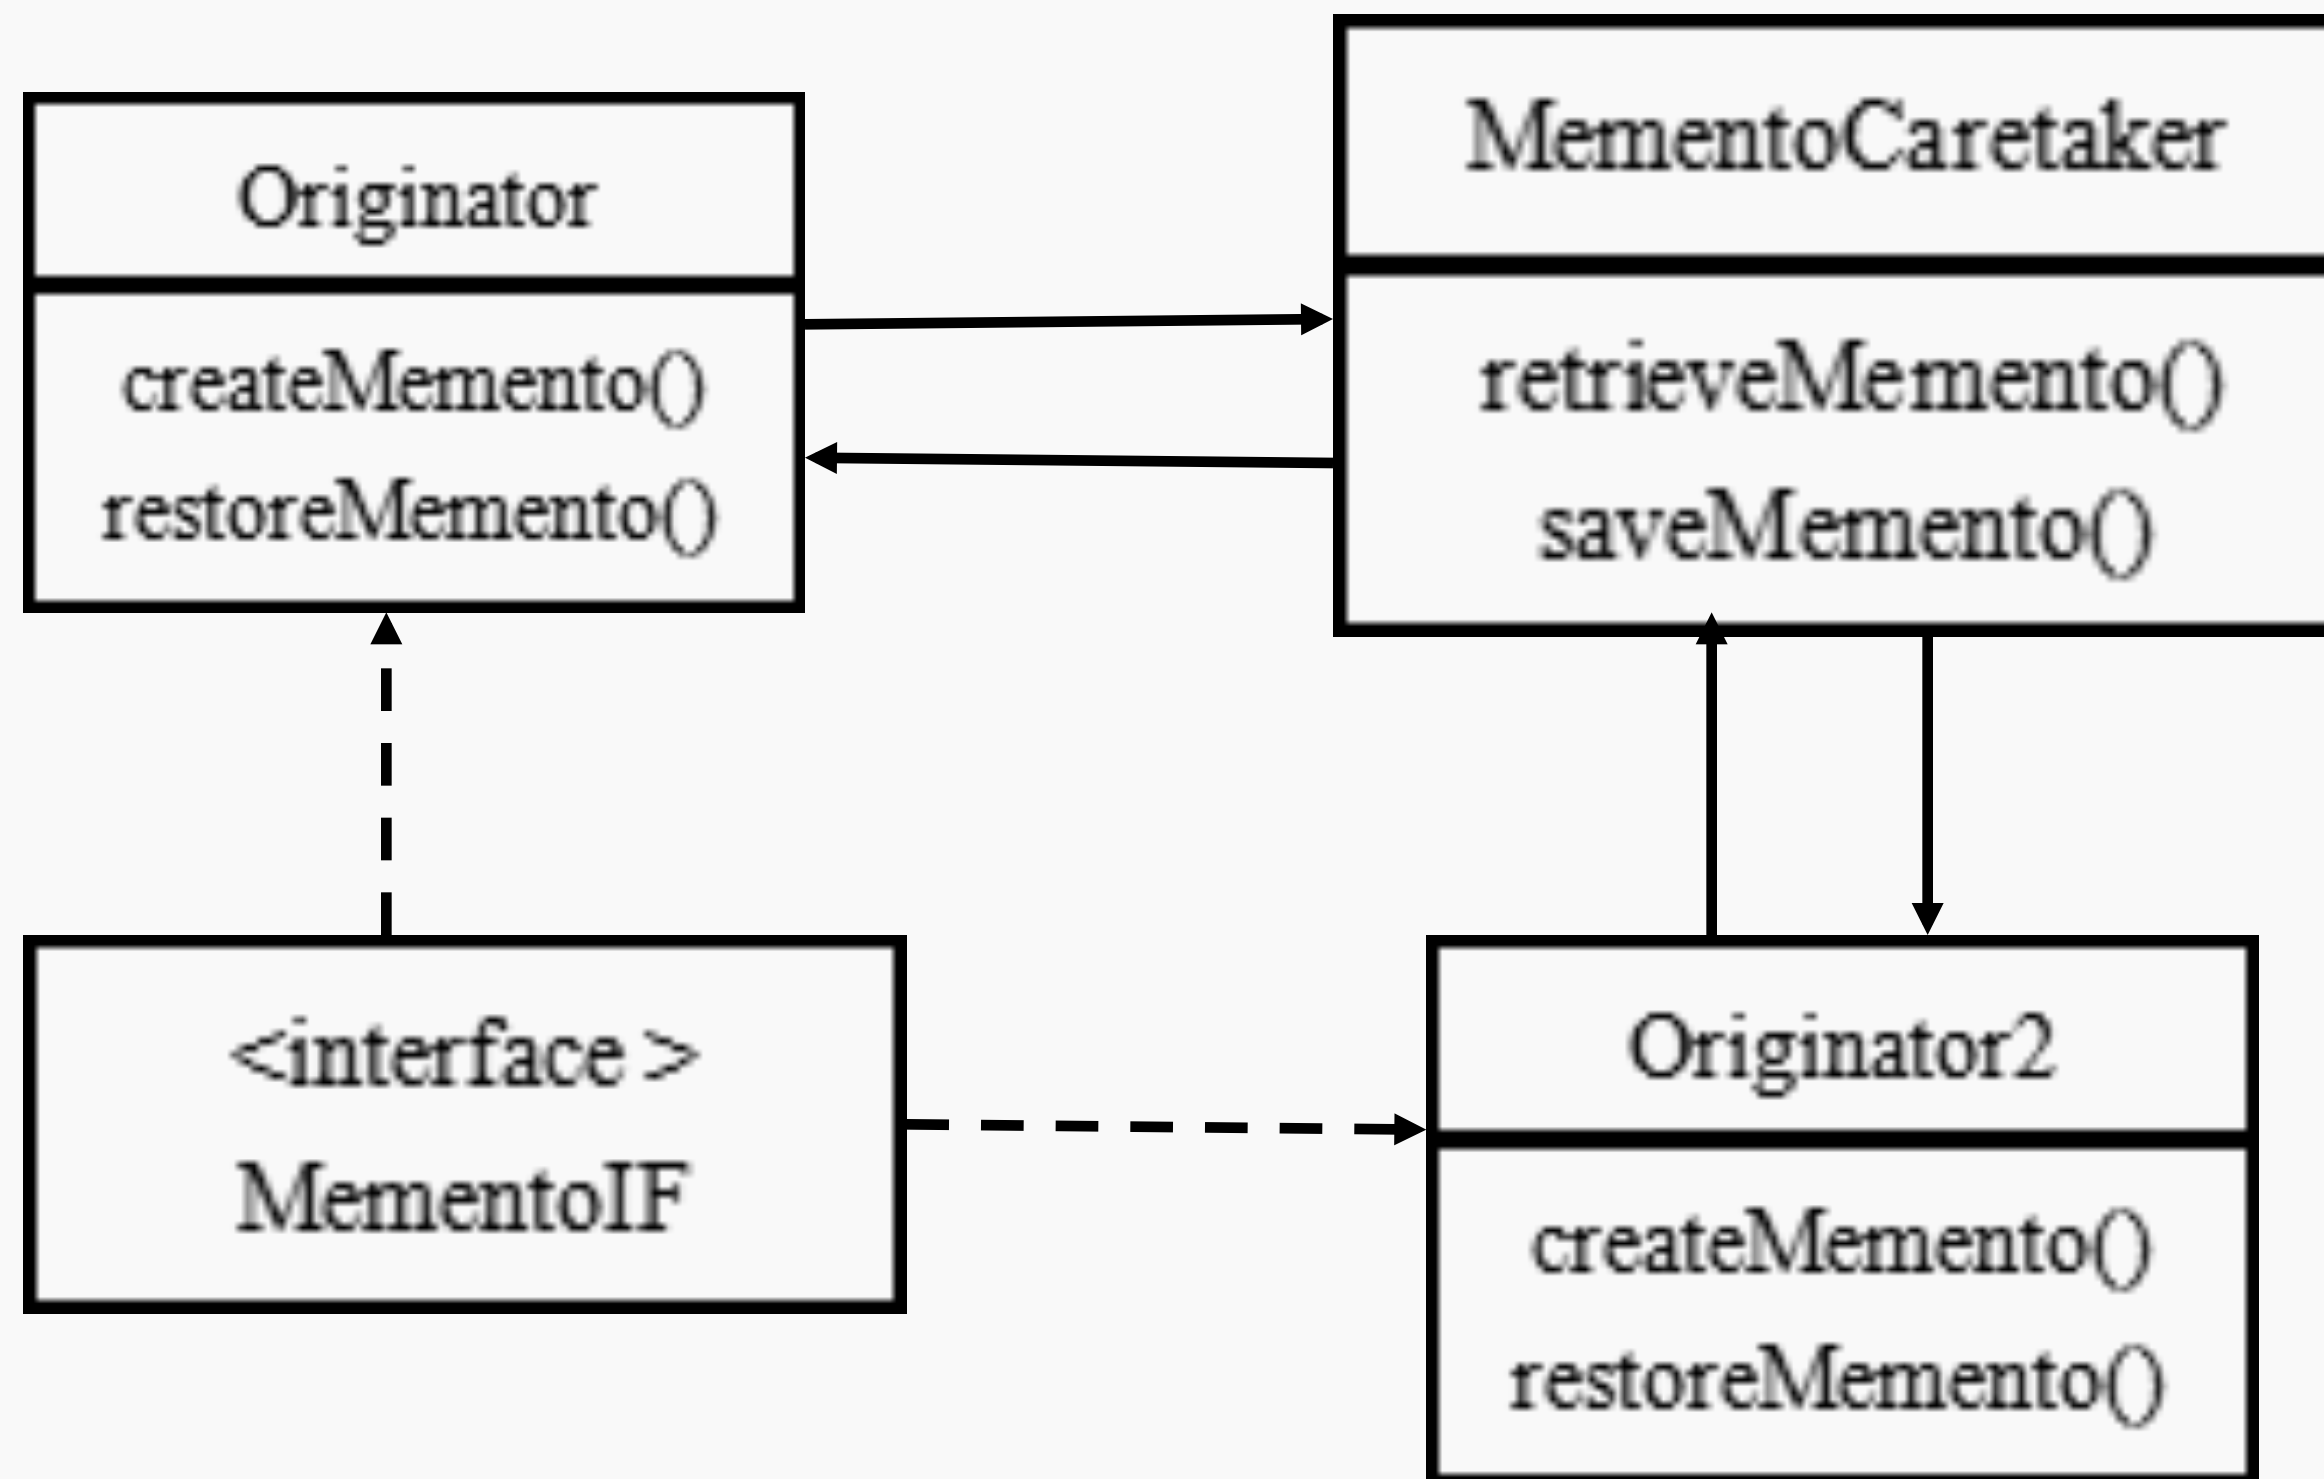 Originator
createMemento()
restoreMemento()
MementoCaretaker
retrieveMemento()
saveMemento()
<interface >
MementoIF
Originator2
createMemento()
restoreMemento()